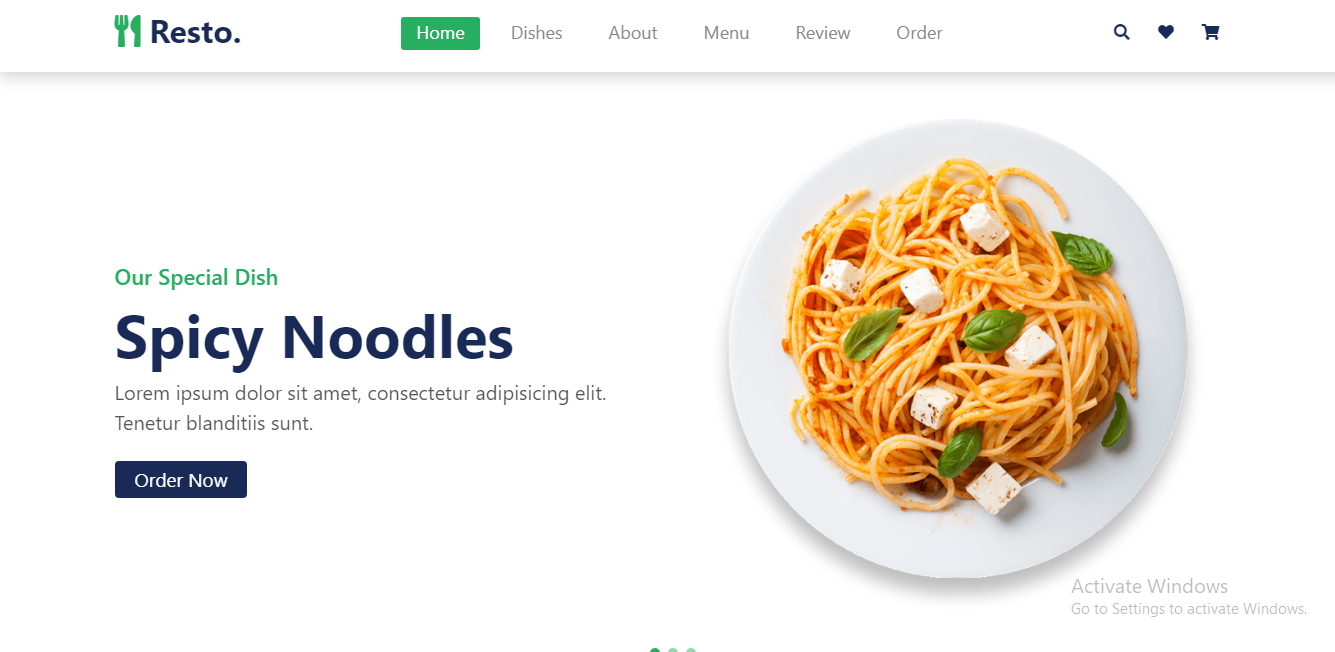 Resto.
Home Dishes About Menu Review Order
Our Special Dish
Spicy Noodles
Lorem ipsum dolor sit amet, consectetur adipisicing elit.
Tenetur blanditiis sunt.
Order Now
Activate Windows
Go to Settings to activate Windows.